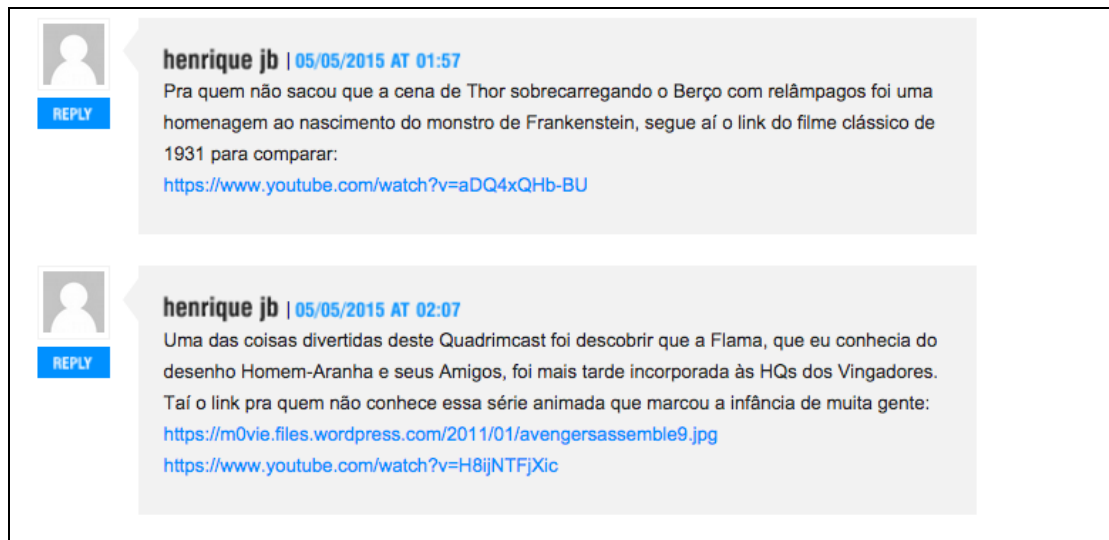 henrique jb | 05/05/2015 AT 01:57
REPLY
Pra quem não sacou que a cena de Thor sobrecarregando o Berço com relâmpagos foi uma
homenagem ao nascimento do monstro de Frankenstein, segue aí o link do filme clássico de
1931 para comparar:
https://www.youtube.com/watch?v=aDQ4xQHb-BU
henrique jb | 05/05/2015 AT 02:07
REPLY
Uma das coisas divertidas deste Quadrimcast foi descobrir que a Flama, que eu conhecia do
desenho Homem-Aranha e seus Amigos, foi mais tarde incorporada às HQs dos Vingadores.
Taí o link pra quem não conhece essa série animada que marcou a infância de muita gente:
https://m0vie.files.wordpress.com/2011/01/avengersassemble9.jpg
https://www.youtube.com/watch?v=H8ijNTFjXic